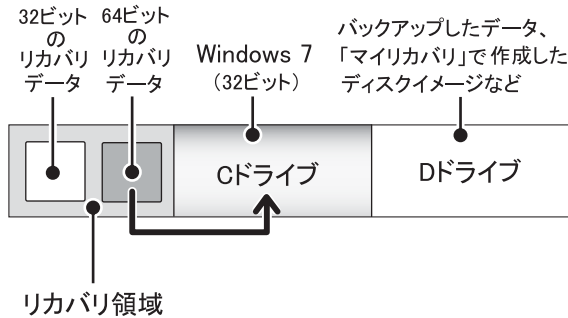 32ビット
の
リカバリ
データ
64ビット
の
リカバリ
データ
Windows 7
（32ビット）
バックアップしたデータ、
「マイリカバリ」で作成した
ディスクイメージなど
Cドライブ
Dドライブ
リカバリ領域